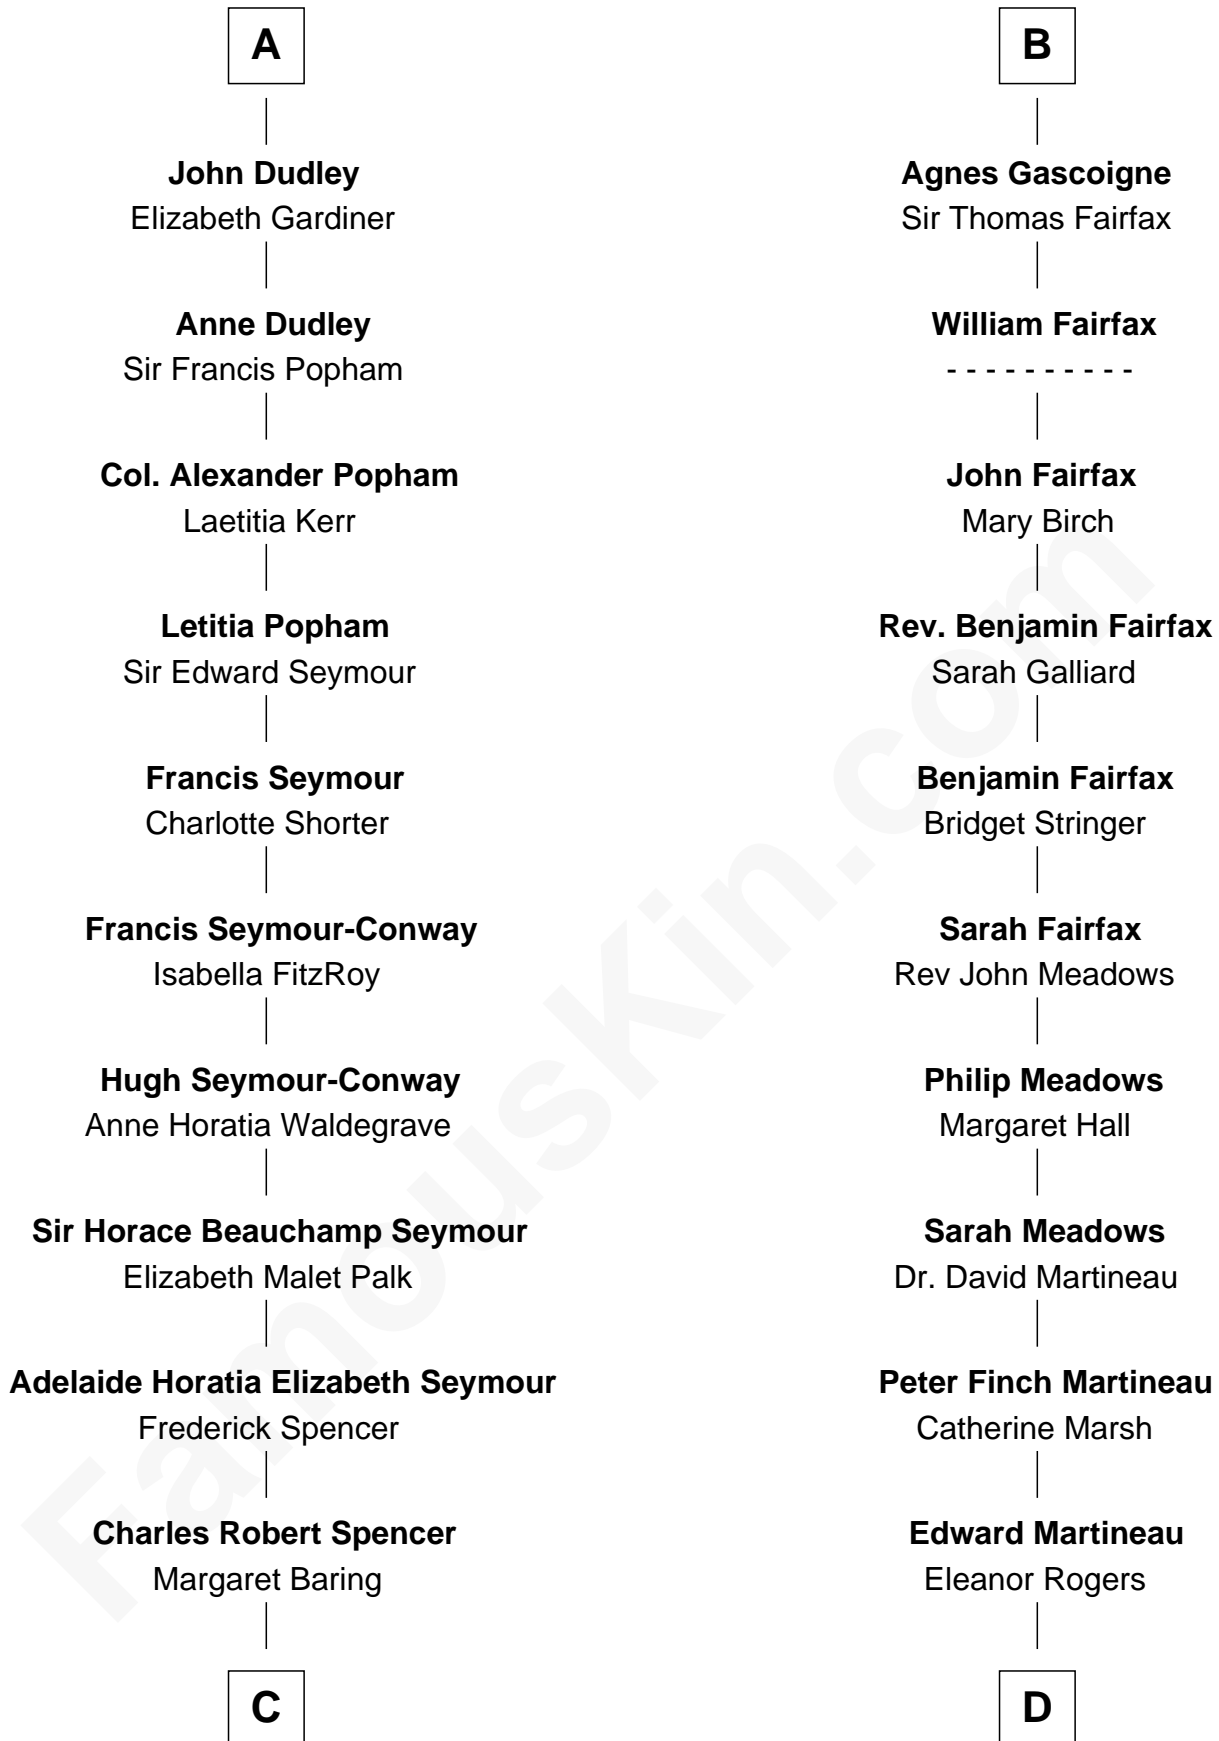 A
John Dudley
Elizabeth Gardiner
Anne Dudley
Sir Francis Popham
Col. Alexander Popham
Laetitia Kerr
Letitia Popham
Sir Edward Seymour
Francis Seymour
Charlotte Shorter
Francis Seymour-Conway
Isabella FitzRoy
Hugh Seymour-Conway
Anne Horatia Waldegrave
Sir Horace Beauchamp Seymour
Elizabeth Malet Palk
Adelaide Horatia Elizabeth Seymour
Frederick Spencer
Charles Robert Spencer
Margaret Baring
C
B
Agnes Gascoigne
Sir Thomas Fairfax
William Fairfax
- - - - - - - - - -
John Fairfax
Mary Birch
Rev. Benjamin Fairfax
Sarah Galliard
Benjamin Fairfax
Bridget Stringer
Sarah Fairfax
Rev John Meadows
Philip Meadows
Margaret Hall
Sarah Meadows
Dr. David Martineau
Peter Finch Martineau
Catherine Marsh
Edward Martineau
Eleanor Rogers
D
FamousKin.com